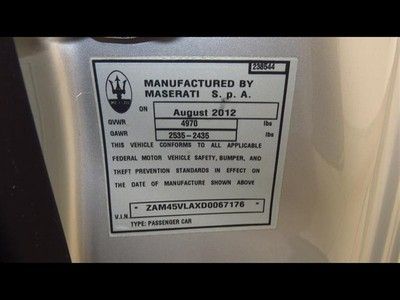 238544
MANUFACTURED BY
MASERATI S. p. A.
ON August 2012
GVWR 4970 lbs
GAWR 2535-2435 lbs
THIS VEHICLE CONFORMS TO ALL APPLICABLE
FEDERAL MOTOR VEHICLE SAFETY, BUMPER, AND
THEFT PREVENTION STANDARDS IN EFFECT ON
THE DATE OF MANUFACTURE SHOWN ABOVE
V.I.N. * ZAM45VLAXD0067176 *
TYPE: PASSENGER CAR